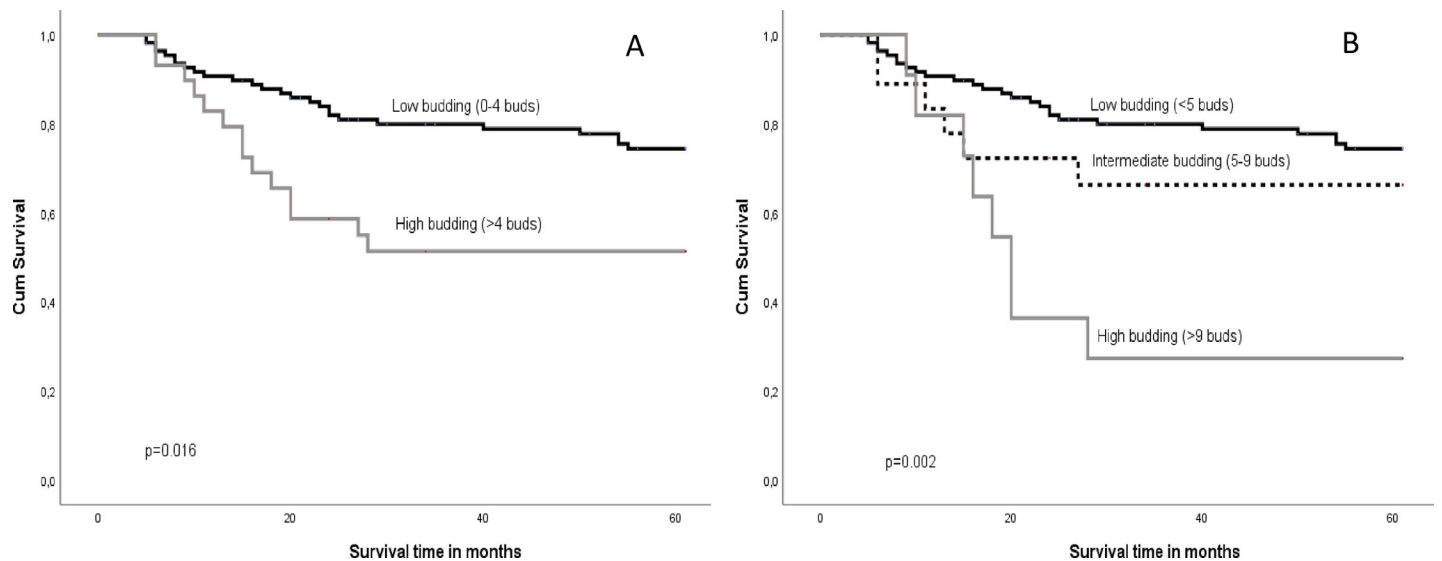 A
Cum Survival
1,0
0,8
0,6
0,4
0,2
0,0
Low budding (0-4 buds)
High budding (>4 buds)
p=0.016
0 20 40 60
Survival time in months
B
Cum Survival
1,0
0,8
0,6
0,4
0,2
0,0
Low budding (<5 buds)
Intermediate budding (5-9 buds)
High budding (>9 buds)
p=0.002
0 20 40 60
Survival time in months